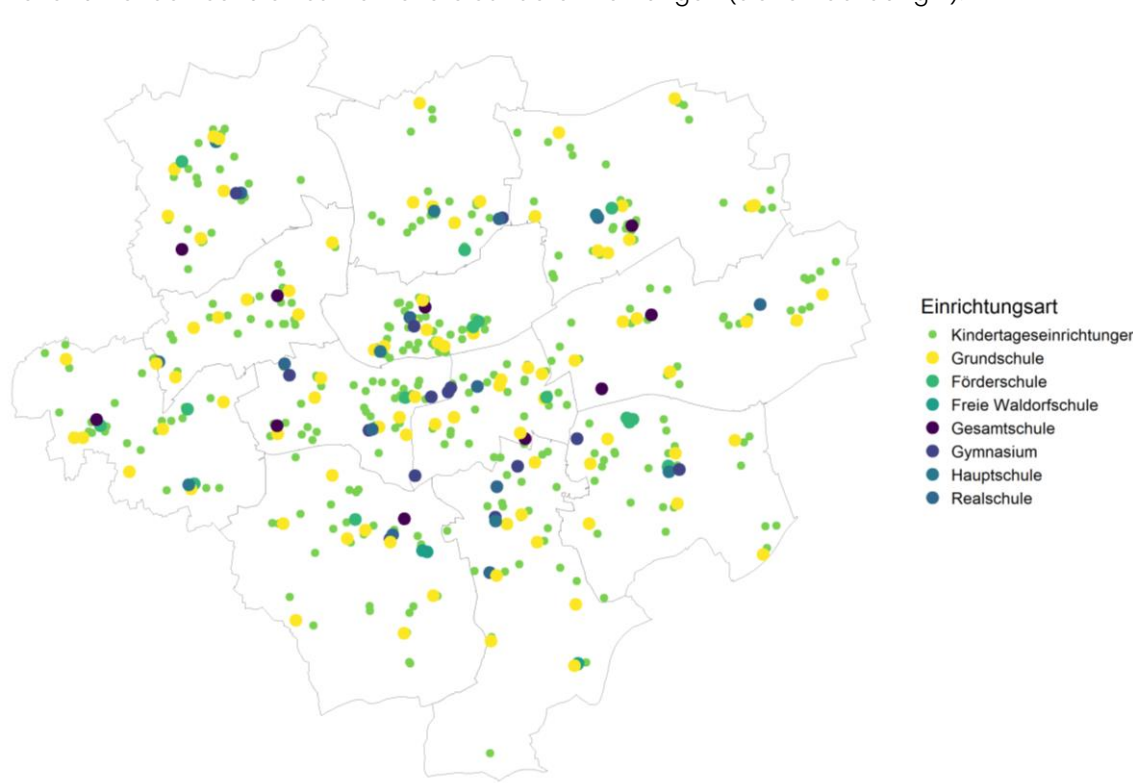 Einrichtungsart
Kindertageseinrichtungen
Grundschule
Förderschule
Freie Waldorfschule
Gesamtschule
Gymnasium
Hauptschule
Realschule